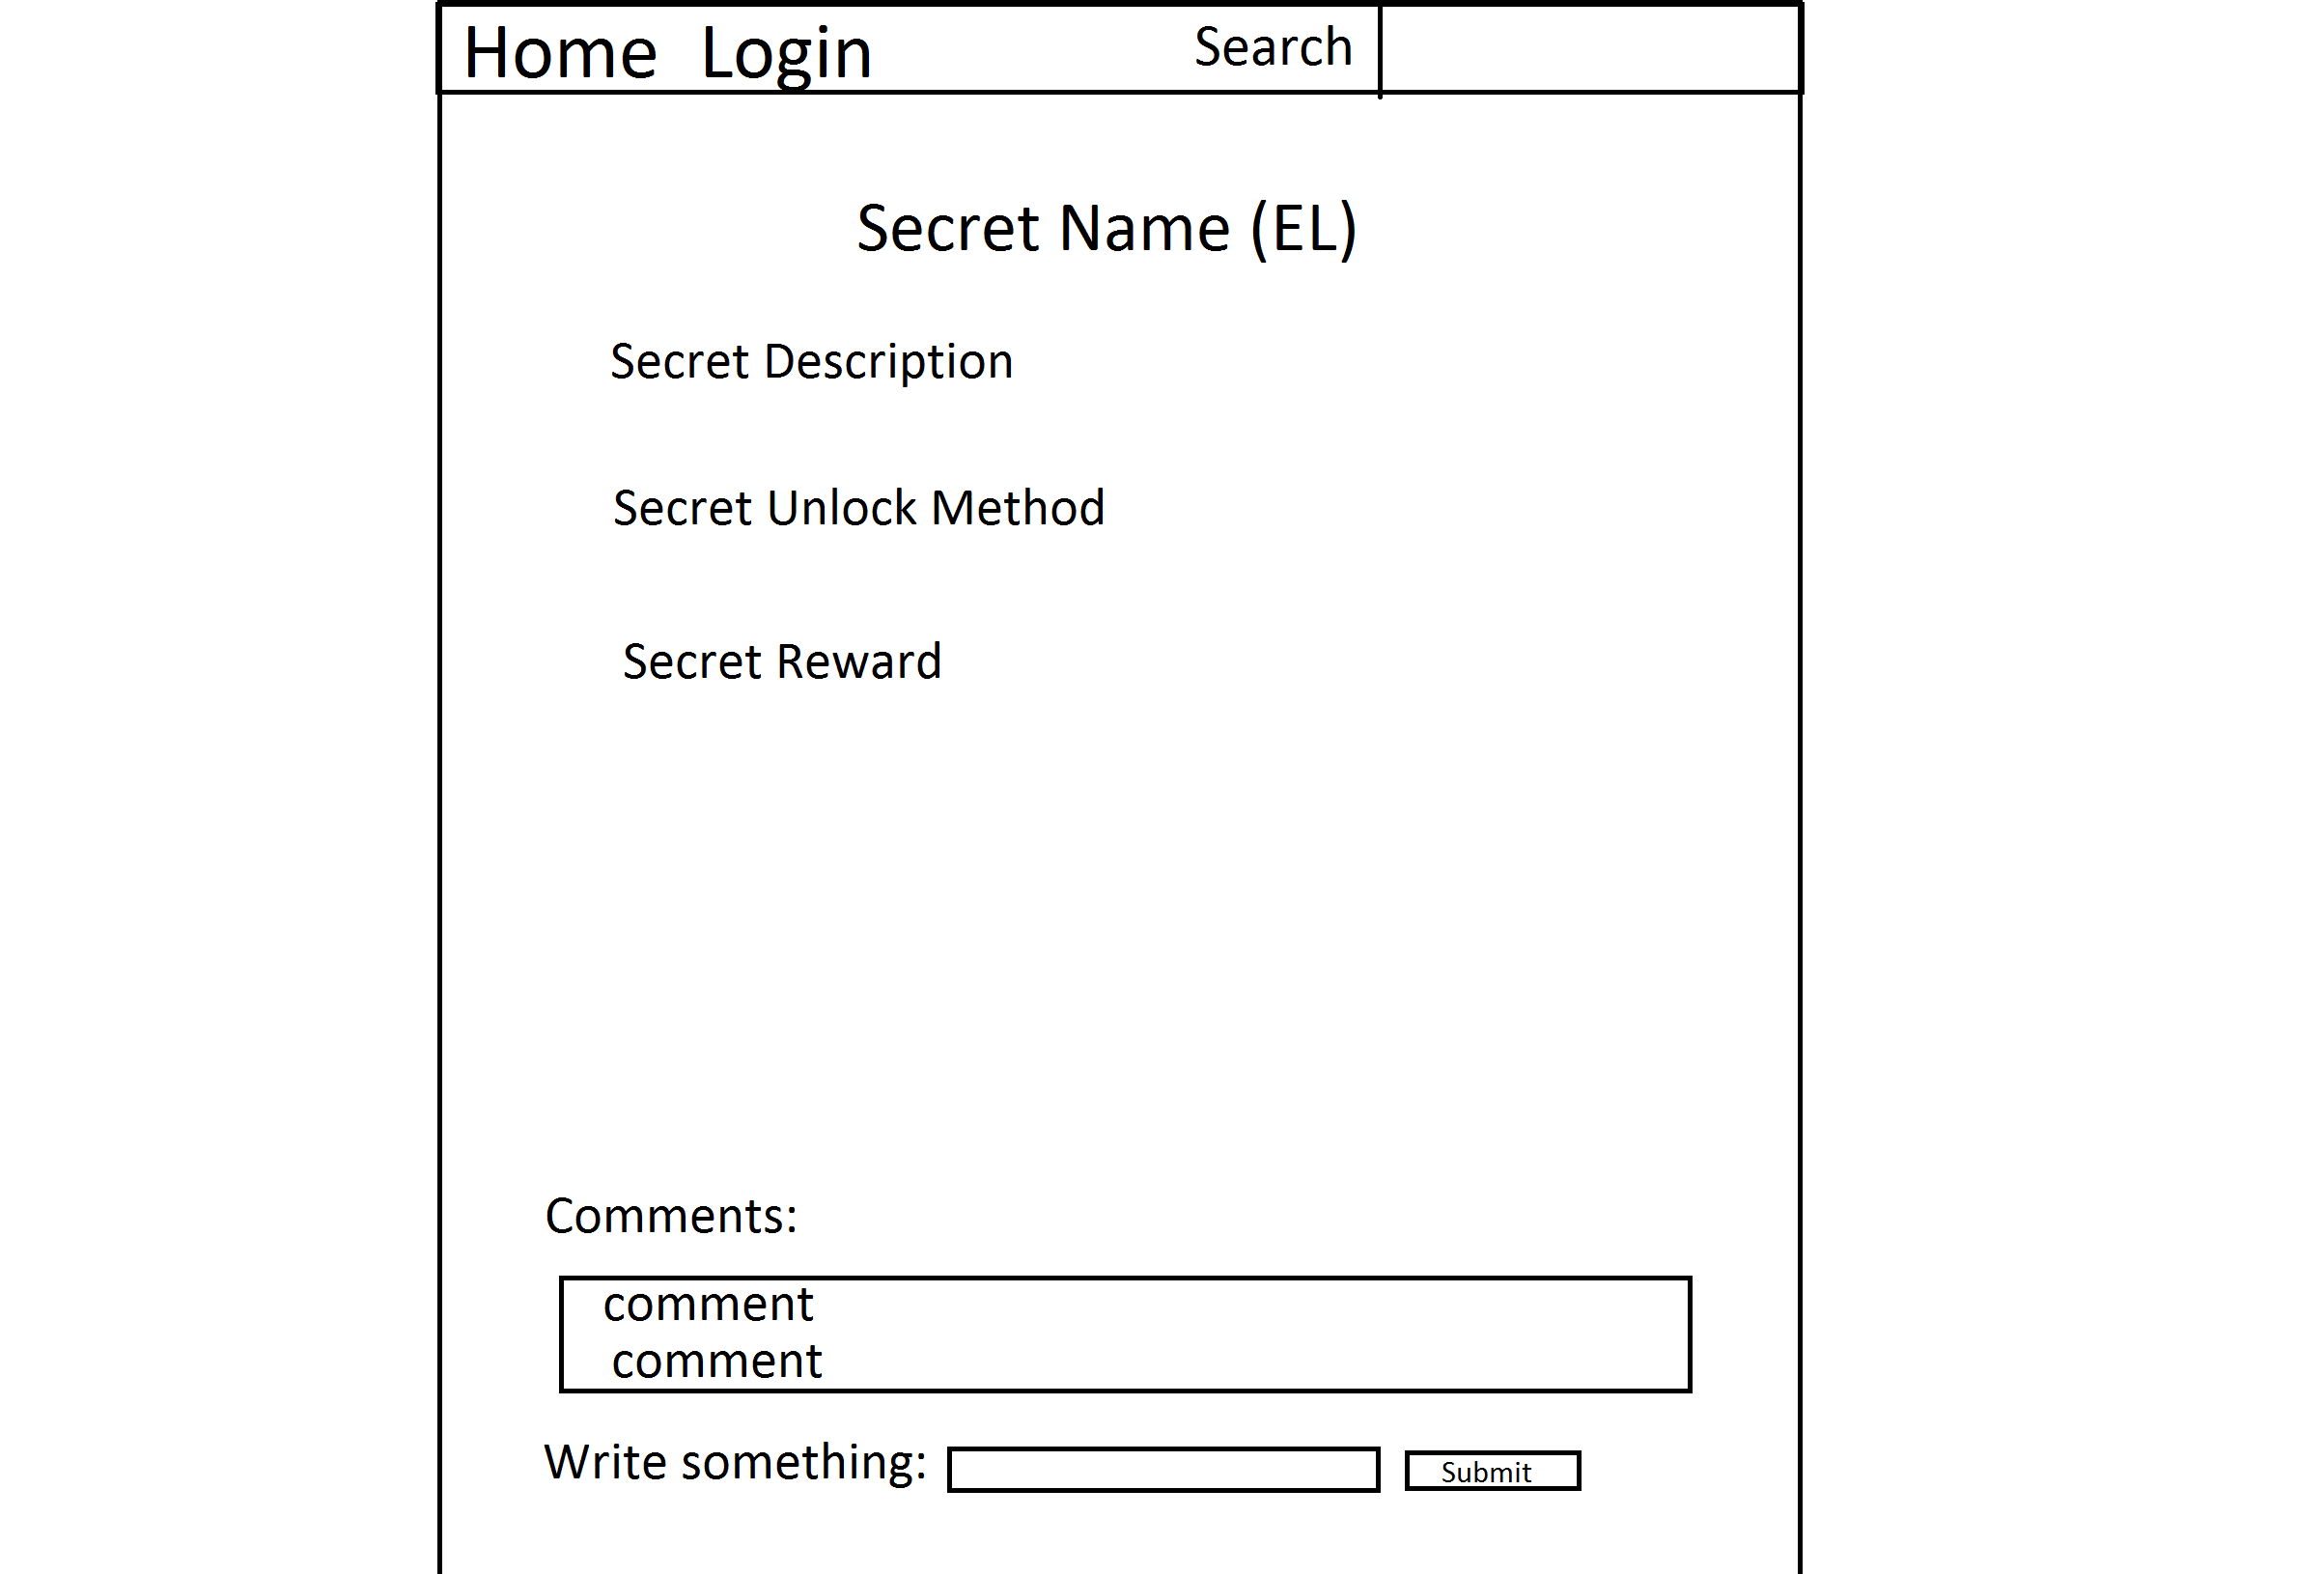 Home Login Search
Secret Name (EL)
Secret Description
Secret Unlock Method
Secret Reward
Comments:
comment
comment
Write something: Submit